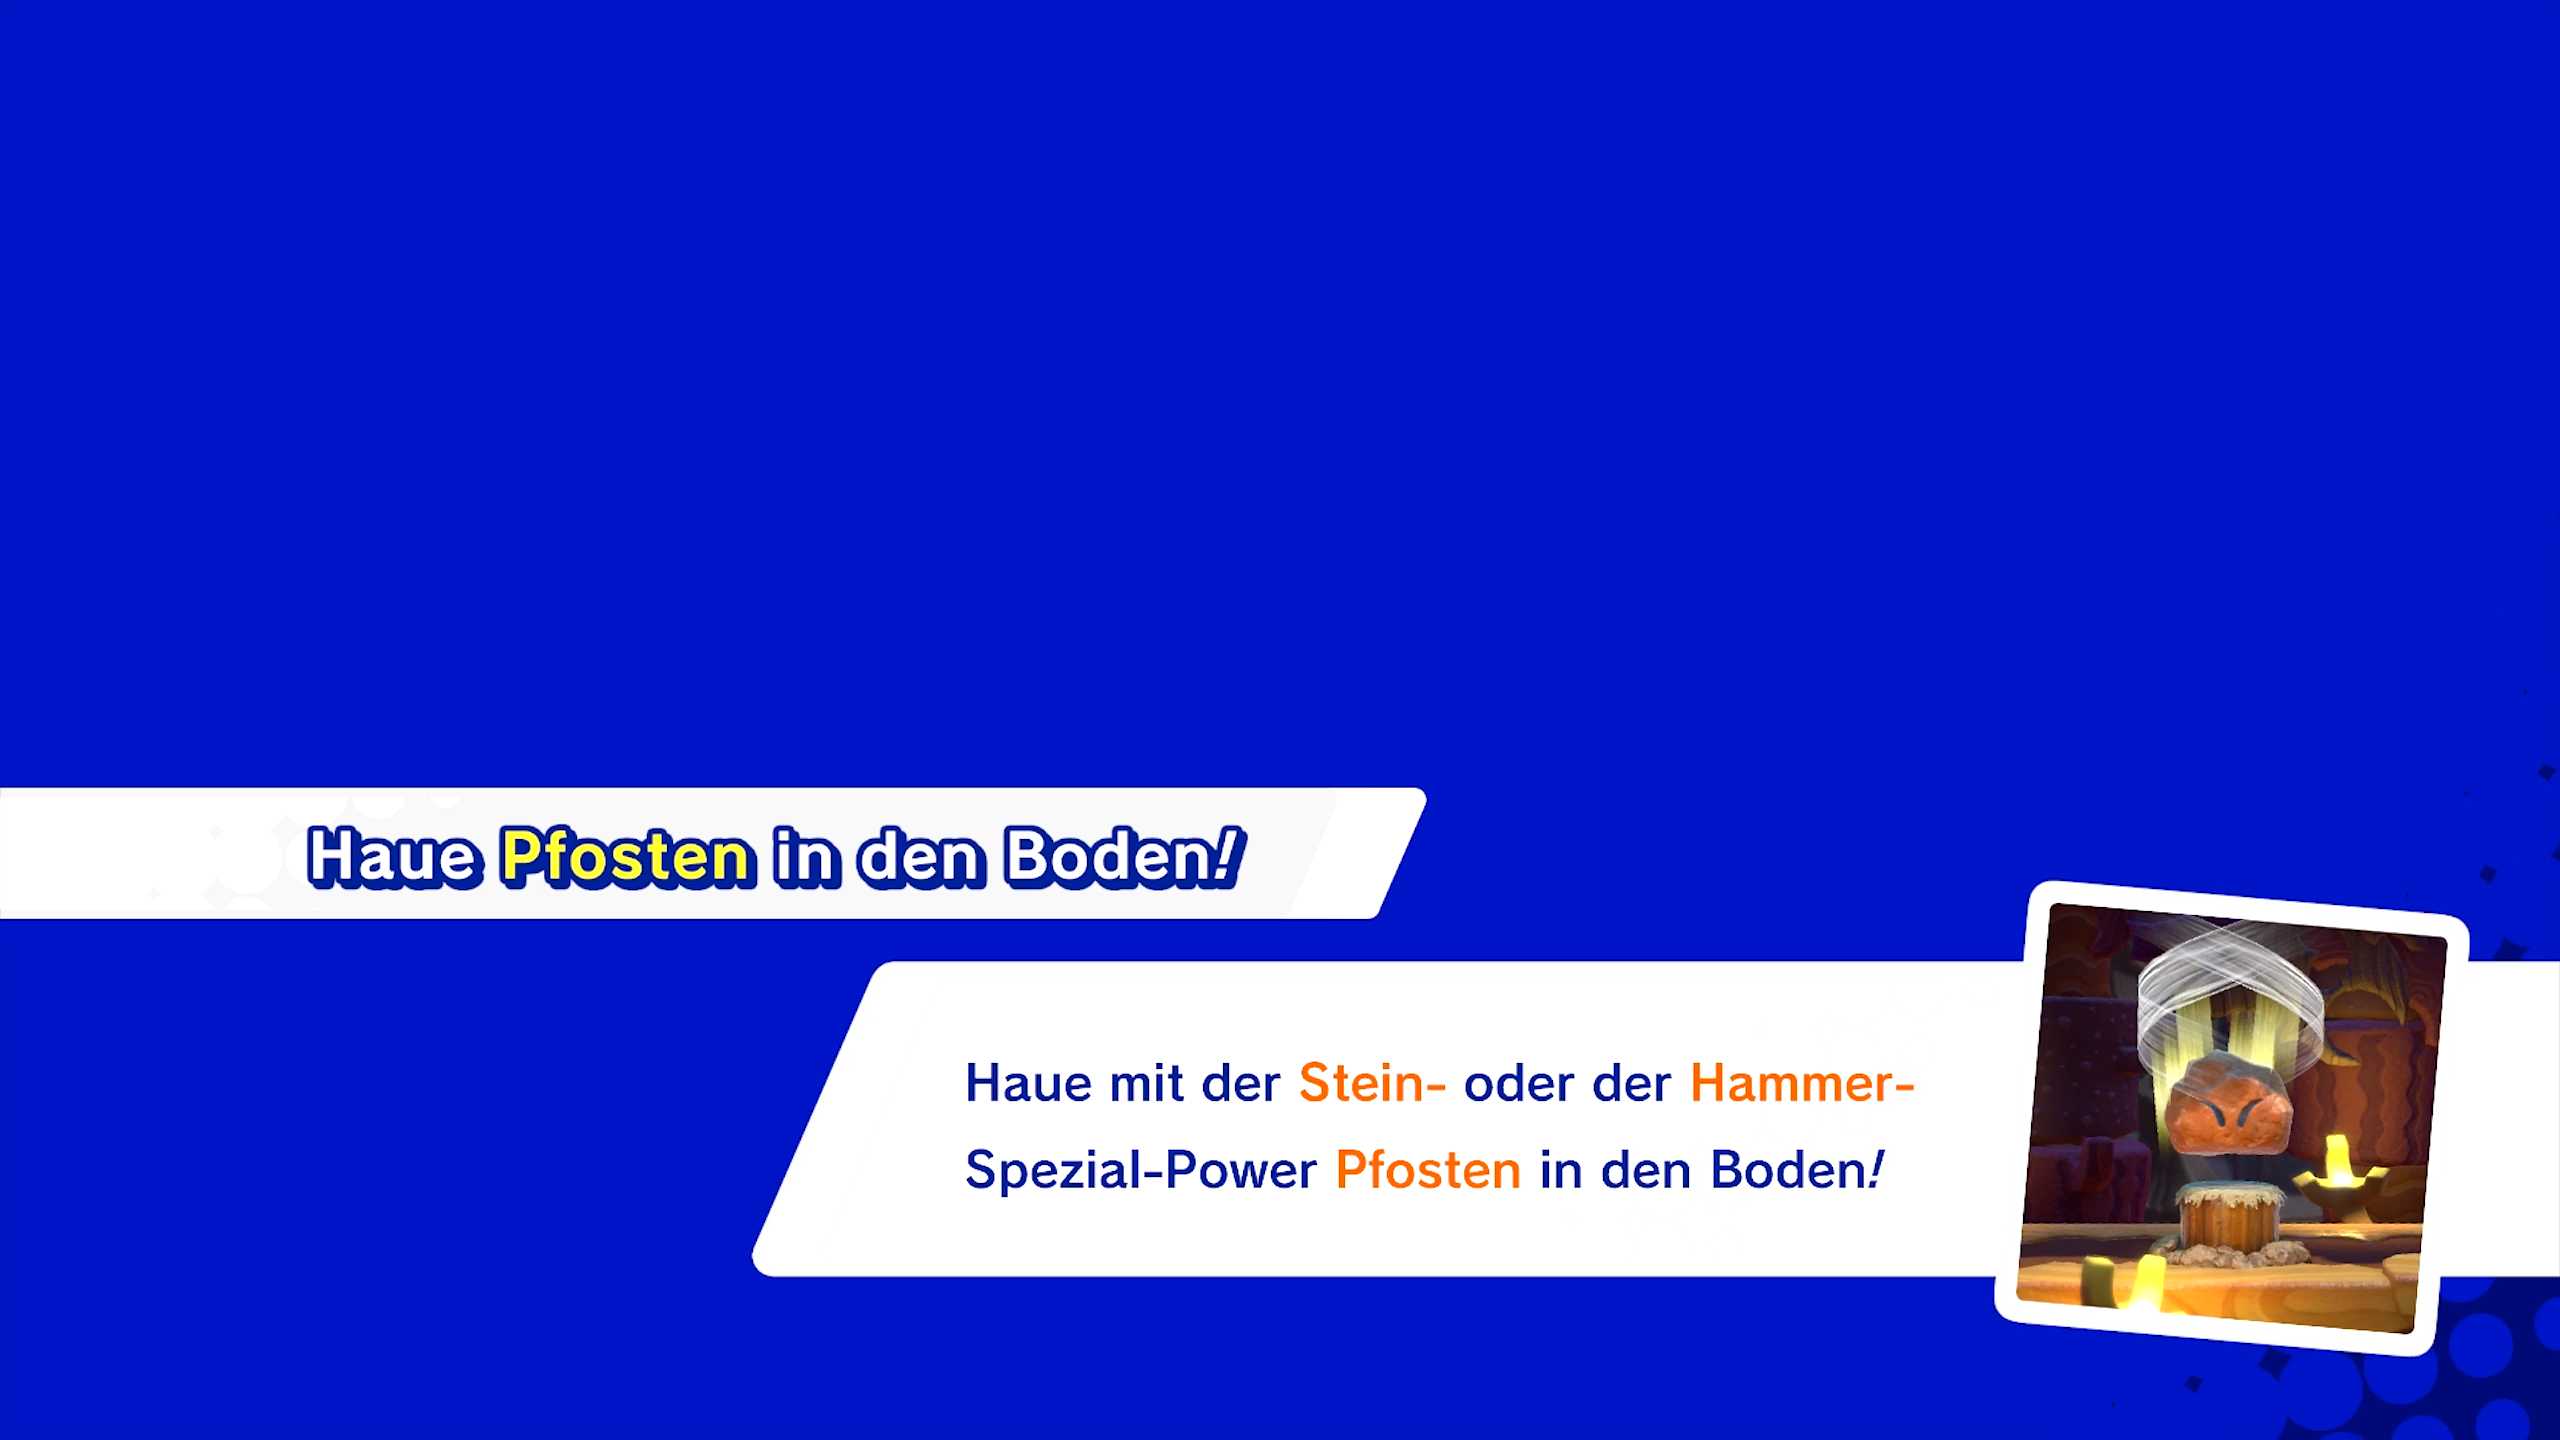 Haue Pfosten in den Boden!
Haue mit der Stein- oder der Hammer-
Spezial-Power Pfosten in den Boden!